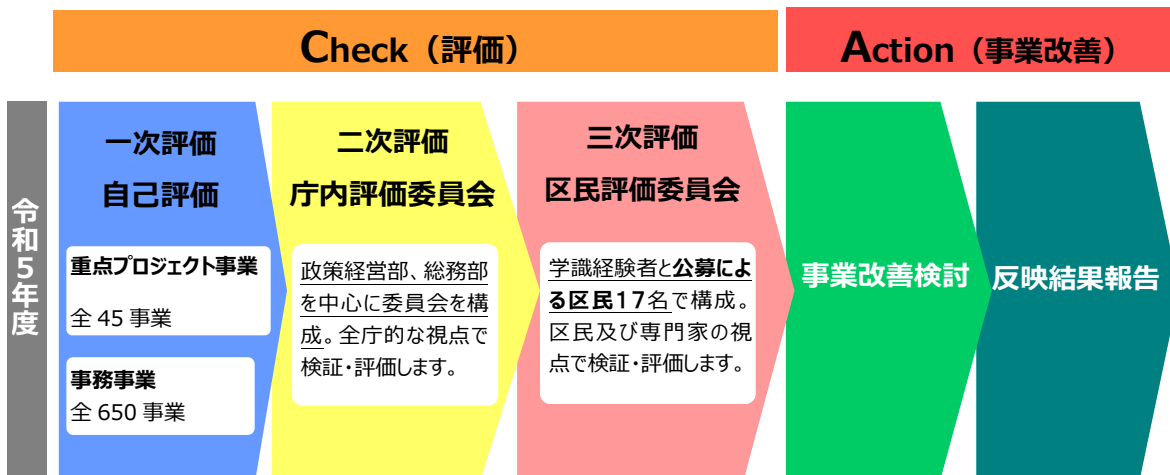 Check（評価）
Action（事業改善）
令和5年度
一次評価
自己評価
重点プロジェクト事業
全 45 事業
事務事業
全 650 事業
二次評価
庁内評価委員会
政策経営部、総務部
を中心に委員会を構
成。全庁的な視点で
検証・評価します。
三次評価
区民評価委員会
学識経験者と公募によ
る区民17名で構成。
区民及び専門家の視
点で検証・評価します。
事業改善検討
反映結果報告